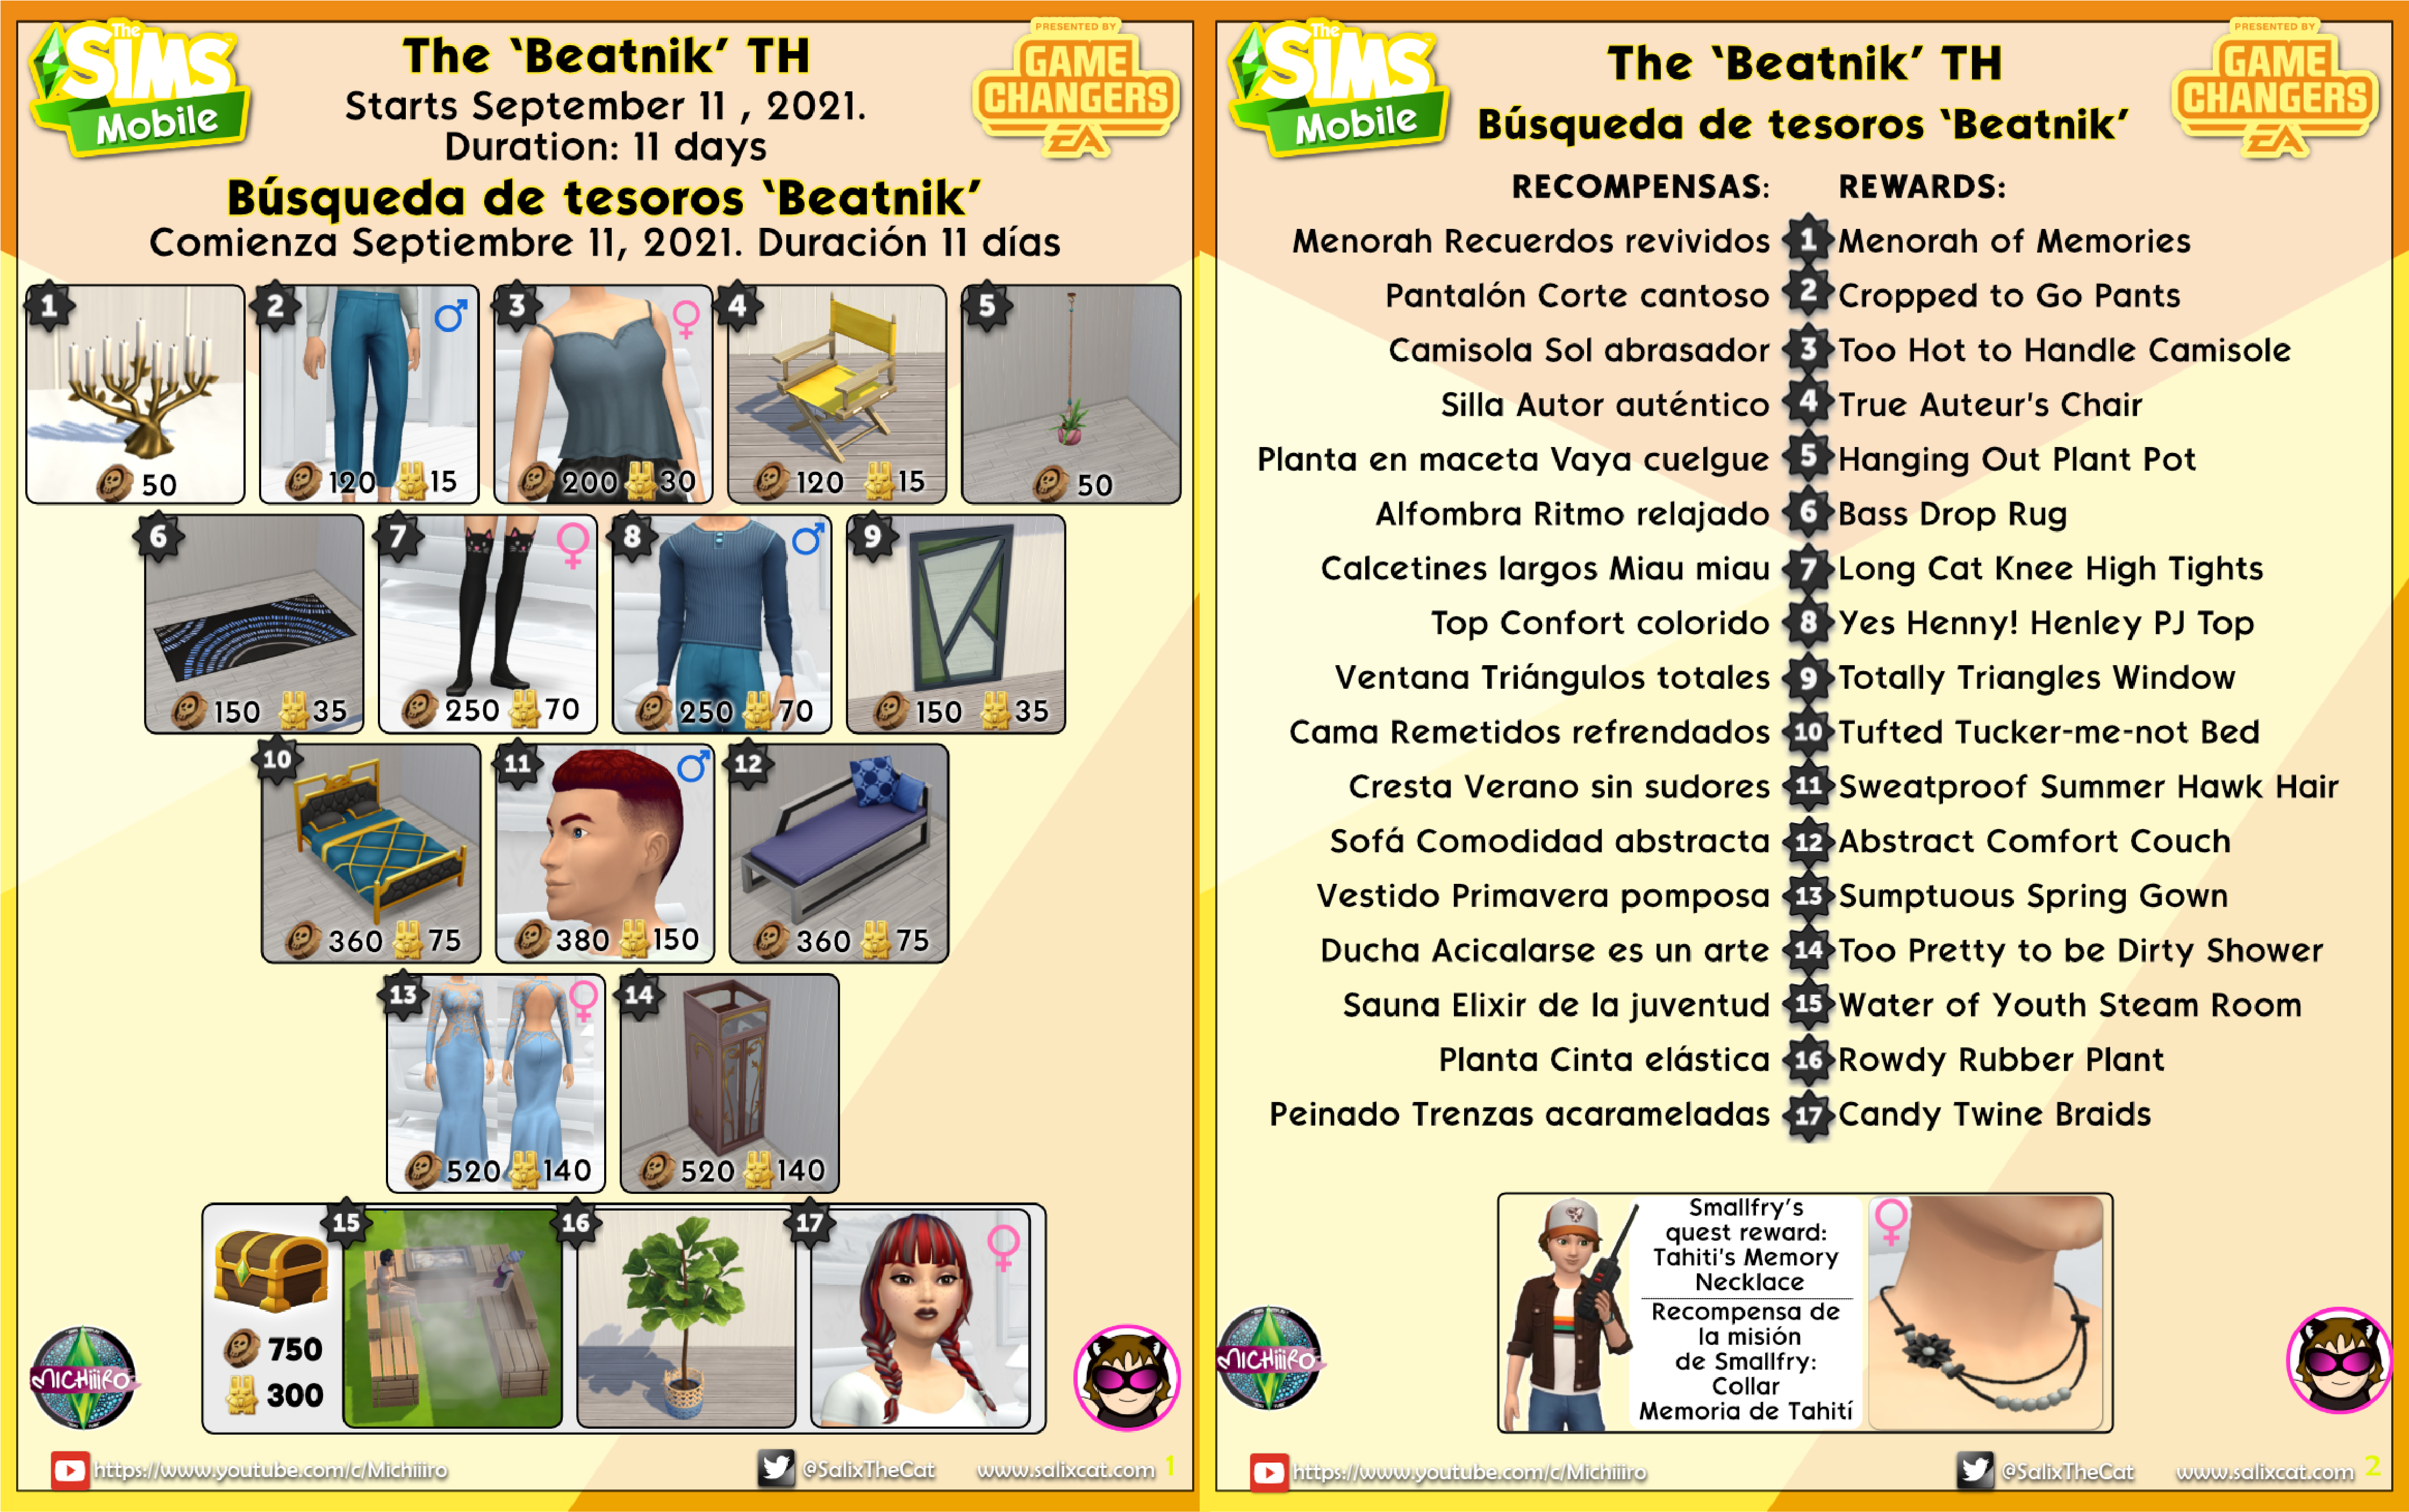 The SiMS Mobile
The ‘Beatnik’ TH
Starts September 11 , 2021.
Duration: 11 days
Búsqueda de tesoros ‘Beatnik’
Comienza Septiembre 11, 2021. Duración 11 días
PRESENTED BY
GAME CHANGERS
EA
1
50
2
120 15
3
200 30
4
120 15
5
50
6
150 35
7
250 70
8
250 70
9
150 35
10
360 75
11
380 150
12
360 75
13
520 140
14
520 140
750
300
15
16
17
MICHIIIRO
https://www.youtube.com/c/Michiiiro
@SalixTheCat
www.salixcat.com
1
The SiMS Mobile
The ‘Beatnik’ TH
Búsqueda de tesoros ‘Beatnik’
PRESENTED BY
GAME CHANGERS
EA
RECOMPENSAS: REWARDS:
Menorah Recuerdos revividos 1 Menorah of Memories
Pantalón Corte cantoso 2 Cropped to Go Pants
Camisola Sol abrasador 3 Too Hot to Handle Camisole
Silla Autor auténtico 4 True Auteur’s Chair
Planta en maceta Vaya cuelgue 5 Hanging Out Plant Pot
Alfombra Ritmo relajado 6 Bass Drop Rug
Calcetines largos Miau miau 7 Long Cat Knee High Tights
Top Confort colorido 8 Yes Henny! Henley PJ Top
Ventana Triángulos totales 9 Totally Triangles Window
Cama Remetidos refrendados 10 Tufted Tucker-me-not Bed
Cresta Verano sin sudores 11 Sweatproof Summer Hawk Hair
Sofá Comodidad abstracta 12 Abstract Comfort Couch
Vestido Primavera pomposa 13 Sumptuous Spring Gown
Ducha Acicalarse es un arte 14 Too Pretty to be Dirty Shower
Sauna Elixir de la juventud 15 Water of Youth Steam Room
Planta Cinta elástica 16 Rowdy Rubber Plant
Peinado Trenzas acarameladas 17 Candy Twine Braids
Smallfry’s
quest reward:
Tahiti’s Memory
Necklace
Recompensa de
la misión
de Smallfry:
Collar
Memoria de Tahití
MICHIIIRO
https://www.youtube.com/c/Michiiiro
@SalixTheCat
www.salixcat.com
2